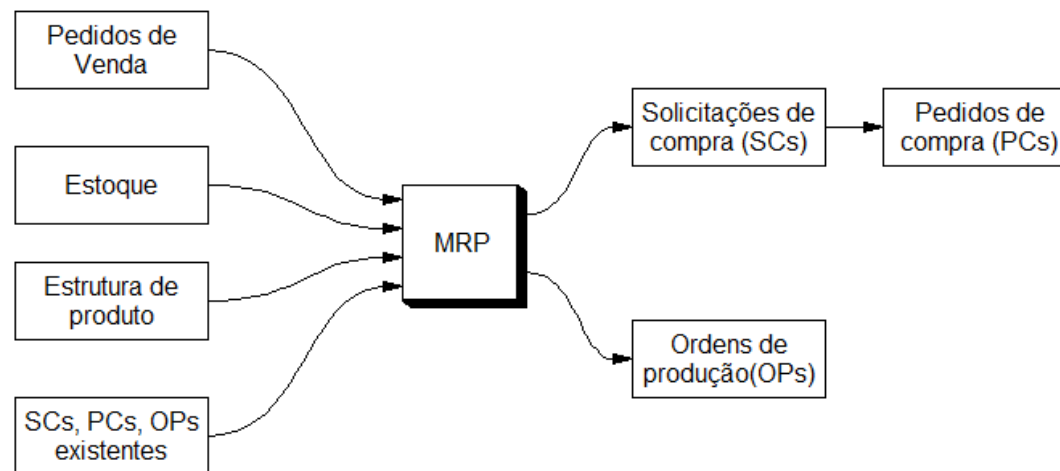 Pedidos de
Venda
Estoque
Estrutura de
produto
SCs, PCs, OPs
existentes
MRP
Solicitações de
compra (SCs)
Pedidos de
compra (PCs)
Ordens de
produção(OPs)